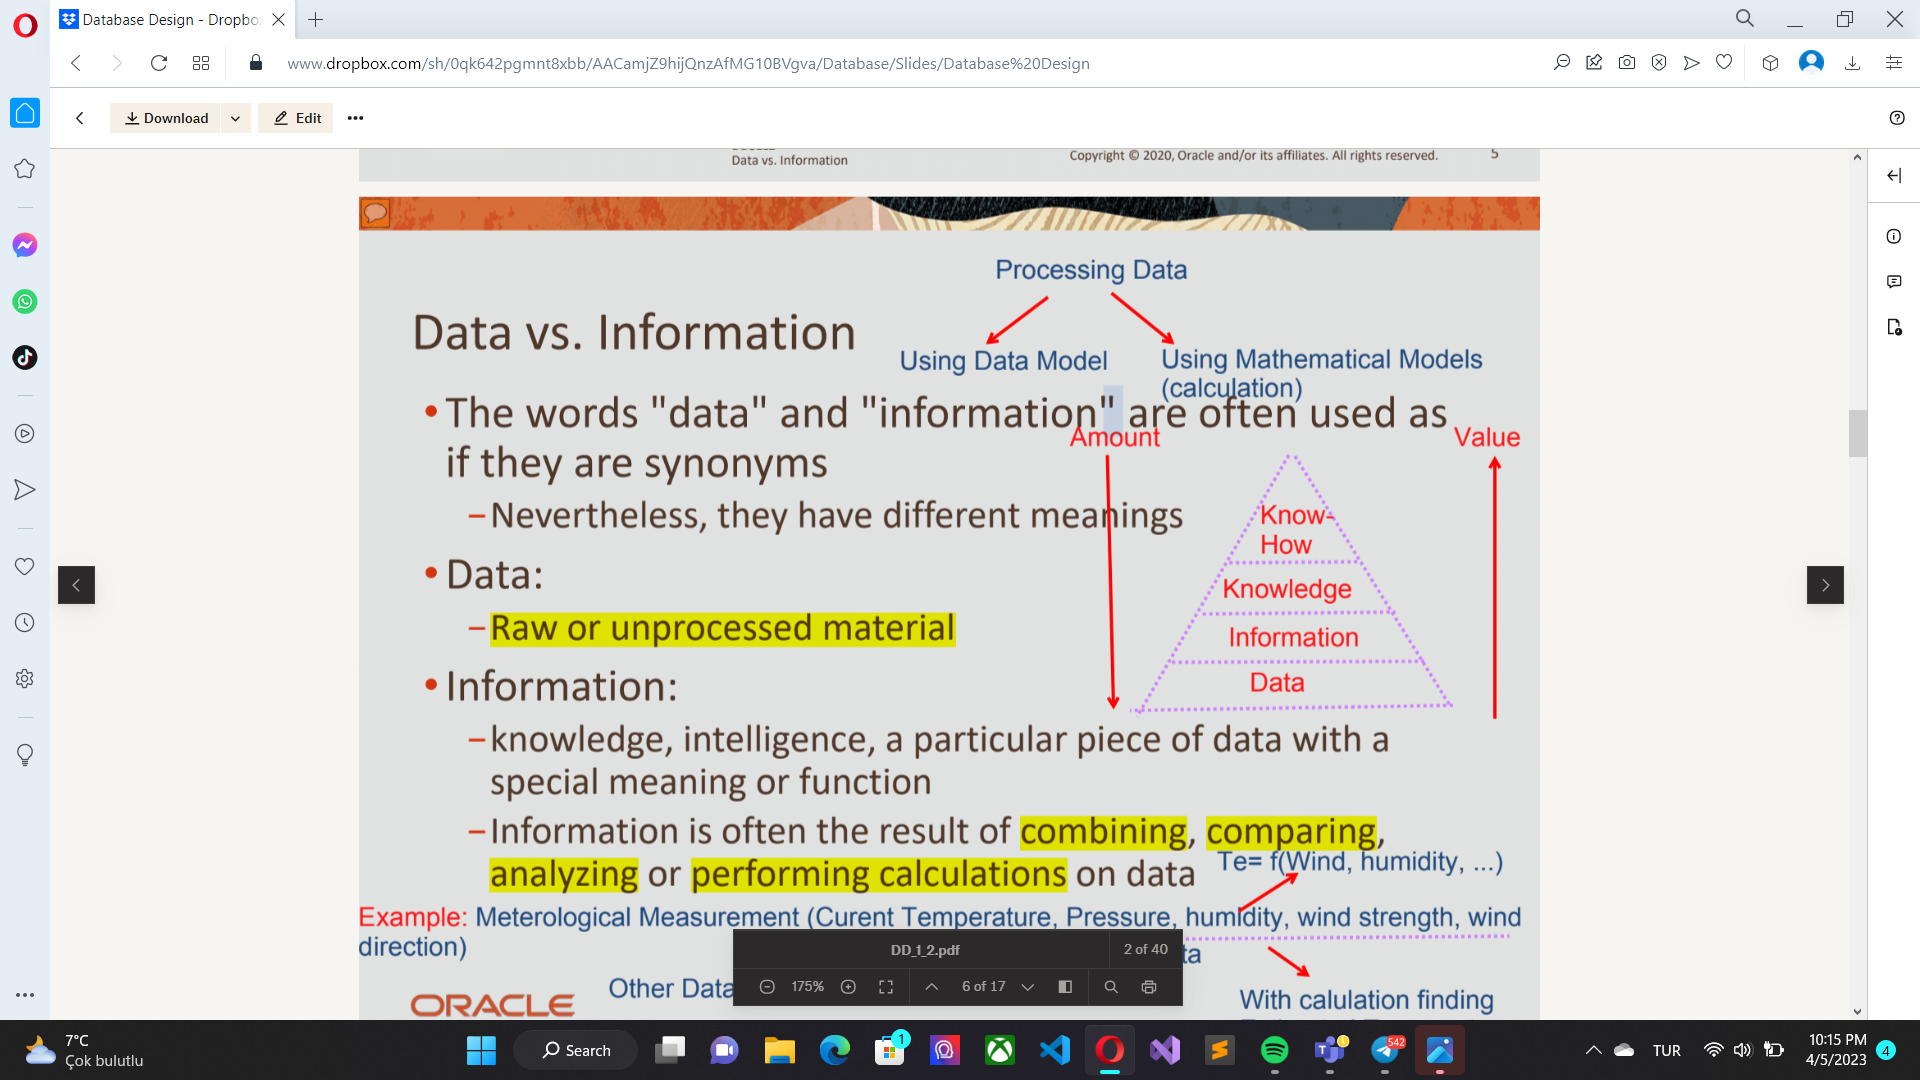 Database Design - Dropbo
www.dropbox.com/sh/0qk642pgmnt8xbb/AACamjZ9hijQnzAfMG10BVgva/Database/Slides/Database%20Design
Download
Edit
Data vs. Information
Copyright © 2020, Oracle and/or its affiliates. All rights reserved.
5
Processing Data
Data vs. Information
Using Data Model
Using Mathematical Models
(calculation)
•The words "data" and "information" are often used as
Amount
Value
if they are synonyms
–Nevertheless, they have different meanings
Know-
How
•Data:
Knowledge
–Raw or unprocessed material
Information
•Information:
Data
–knowledge, intelligence, a particular piece of data with a
special meaning or function
–Information is often the result of combining, comparing,
analyzing or performing calculations on data
Te= f(Wind, humidity, ...)
Example: Meterological Measurement (Curent Temperature, Pressure, humidity, wind strength, wind
direction)
ta
DD_1_2.pdf
2 of 40
175%
6 of 17
Other Data
ORACLE
With calulation finding
7°C
Çok bulutlu
Search
1
542
TUR
10:15 PM
4/5/2023
4